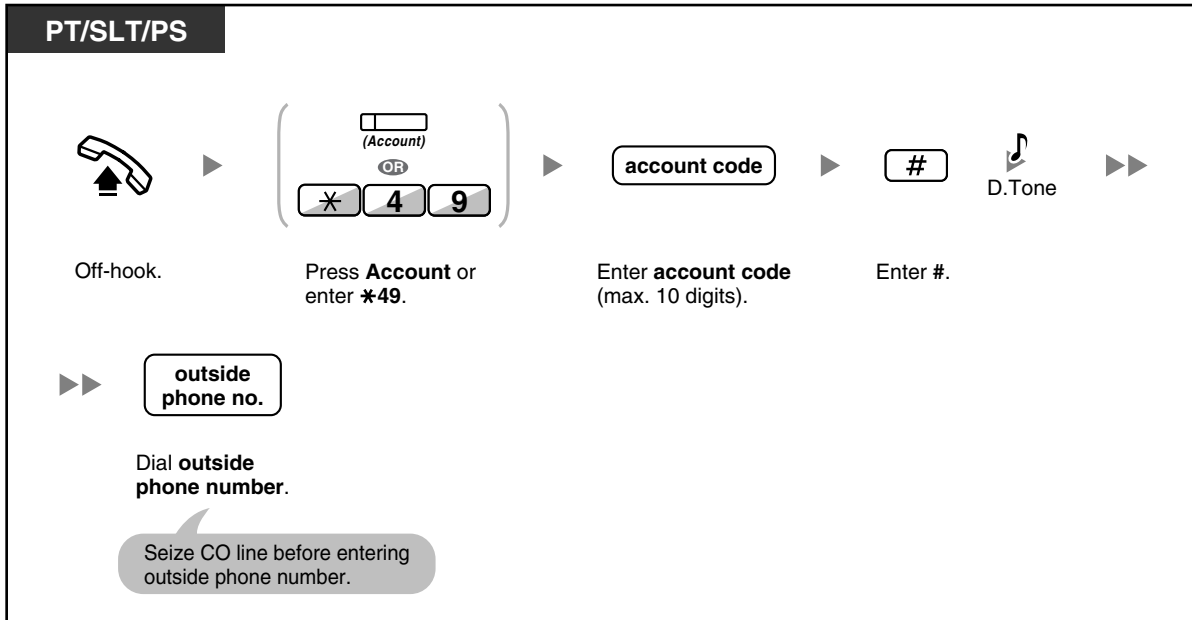 PT/SLT/PS
(Account)
OR
* 4 9
account code
#
D.Tone
Off-hook.
Press Account or
enter *49.
Enter account code
(max. 10 digits).
Enter #.
outside
phone no.
Dial outside
phone number.
Seize CO line before entering
outside phone number.